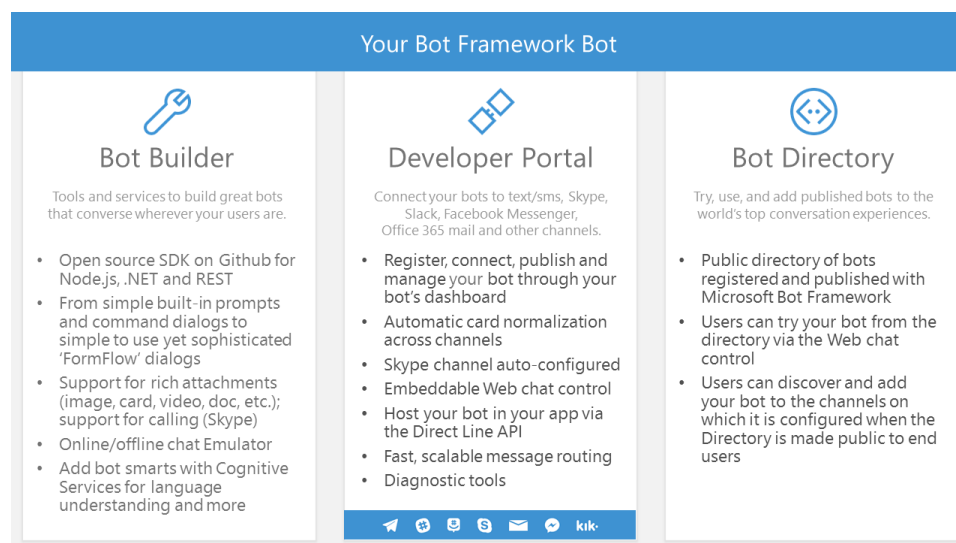 Your Bot Framework Bot
Bot Builder
Tools and services to build great bots
that converse wherever your users are.
• Open source SDK on Github for
Node.js, .NET and REST
• From simple built-in prompts
and command dialogs to
simple to use yet sophisticated
‘FormFlow’ dialogs
• Support for rich attachments
(image, card, video, doc, etc.);
support for calling (Skype)
• Online/offline chat Emulator
• Add bot smarts with Cognitive
Services for language
understanding and more
Developer Portal
Connect your bots to text/sms, Skype,
Slack, Facebook Messenger,
Office 365 mail and other channels.
• Register, connect, publish and
manage your bot through your
bot’s dashboard
• Automatic card normalization
across channels
• Skype channel auto-configured
• Embeddable Web chat control
• Host your bot in your app via
the Direct Line API
• Fast, scalable message routing
• Diagnostic tools
kik·
Bot Directory
Try, use, and add published bots to the
world’s top conversation experiences.
• Public directory of bots
registered and published with
Microsoft Bot Framework
• Users can try your bot from the
directory via the Web chat
control
• Users can discover and add
your bot to the channels on
which it is configured when the
Directory is made public to end
users